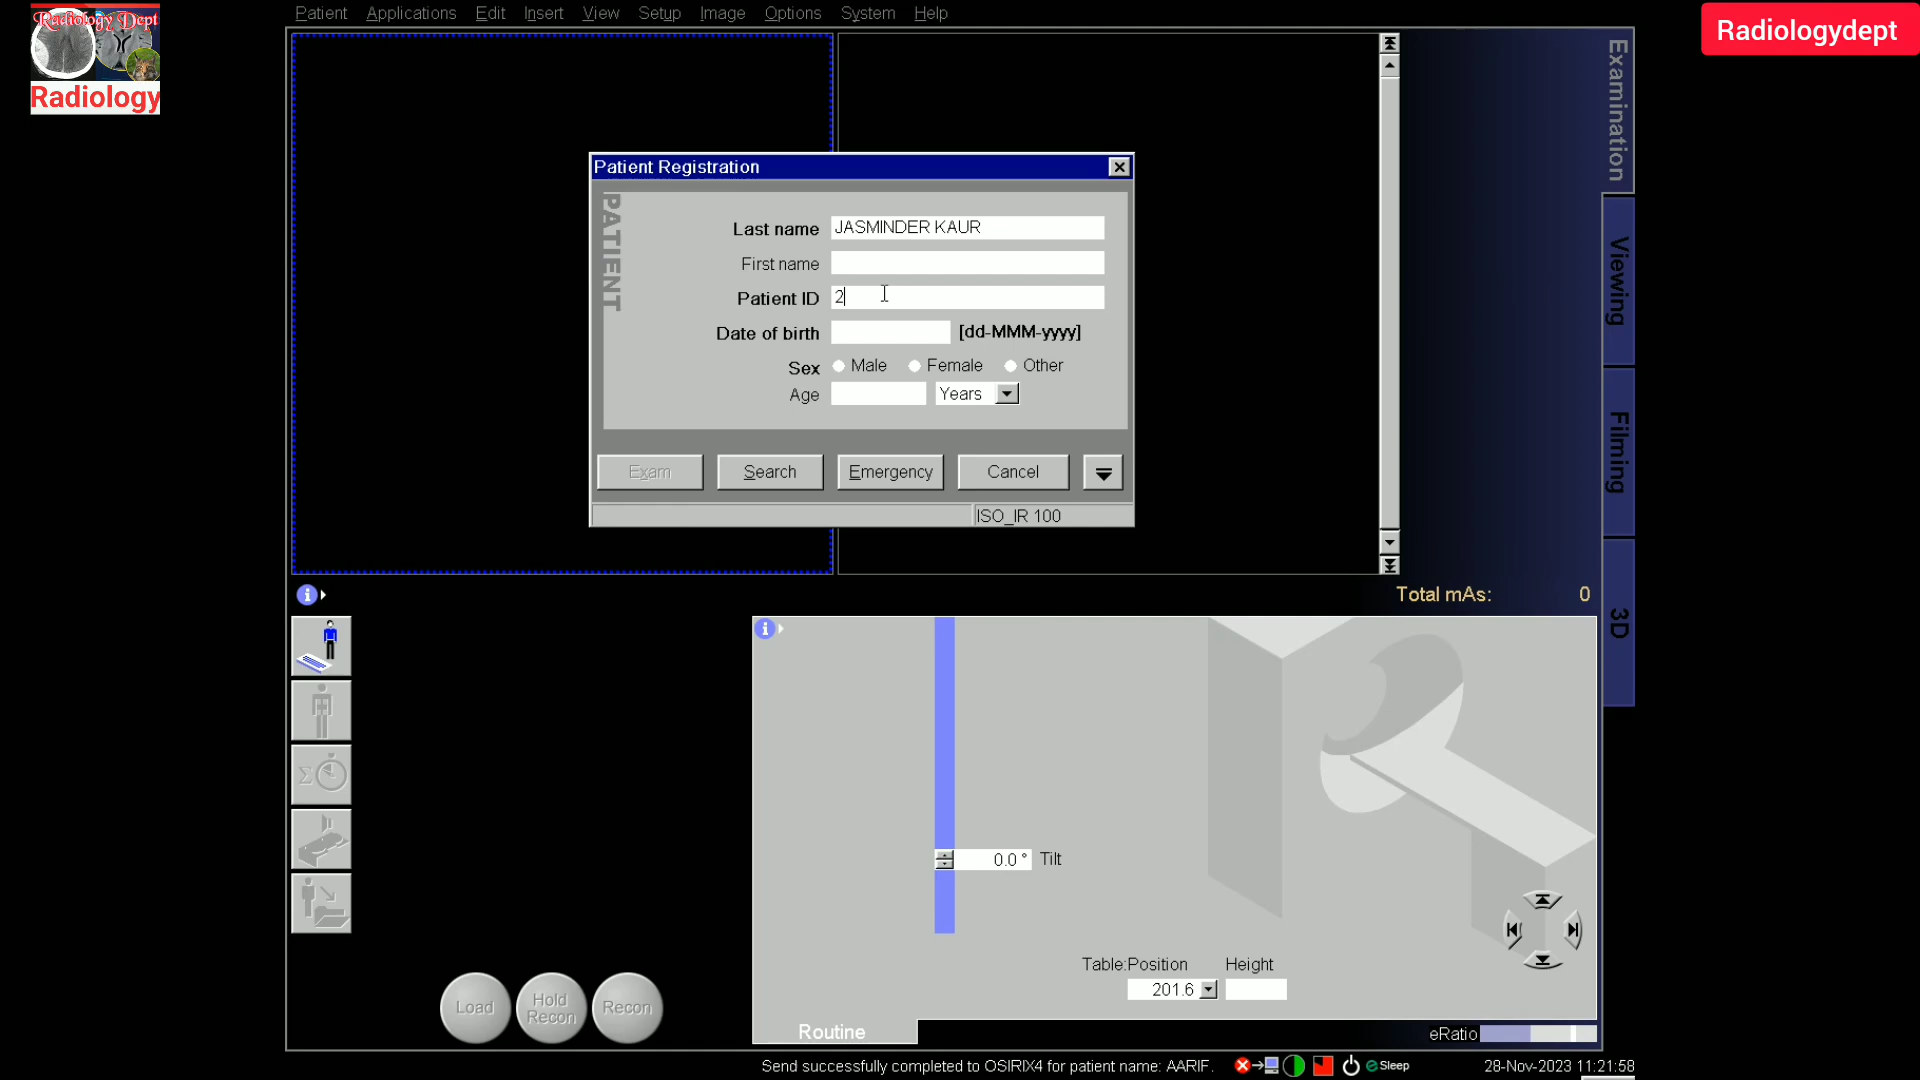 Radiology Dept
Radiology
Radiologydept
Patient Applications Edit Insert View Setup Image Options System Help
Examination
Viewing
Filming
3D
Patient Registration
PATIENT
Last name JASMINDER KAUR
First name
Patient ID 2
Date of birth [dd-MMM-yyyy]
Sex Male Female Other
Age Years
Exam Search Emergency Cancel
ISO_IR 100
Total mAs: 0
0.0 ° Tilt
Table:Position Height
201.6
Load Hold Recon Recon
Routine
eRatio
Send successfully completed to OSIRIX4 for patient name: AARIF. Sleep 28-Nov-2023 11:21:58